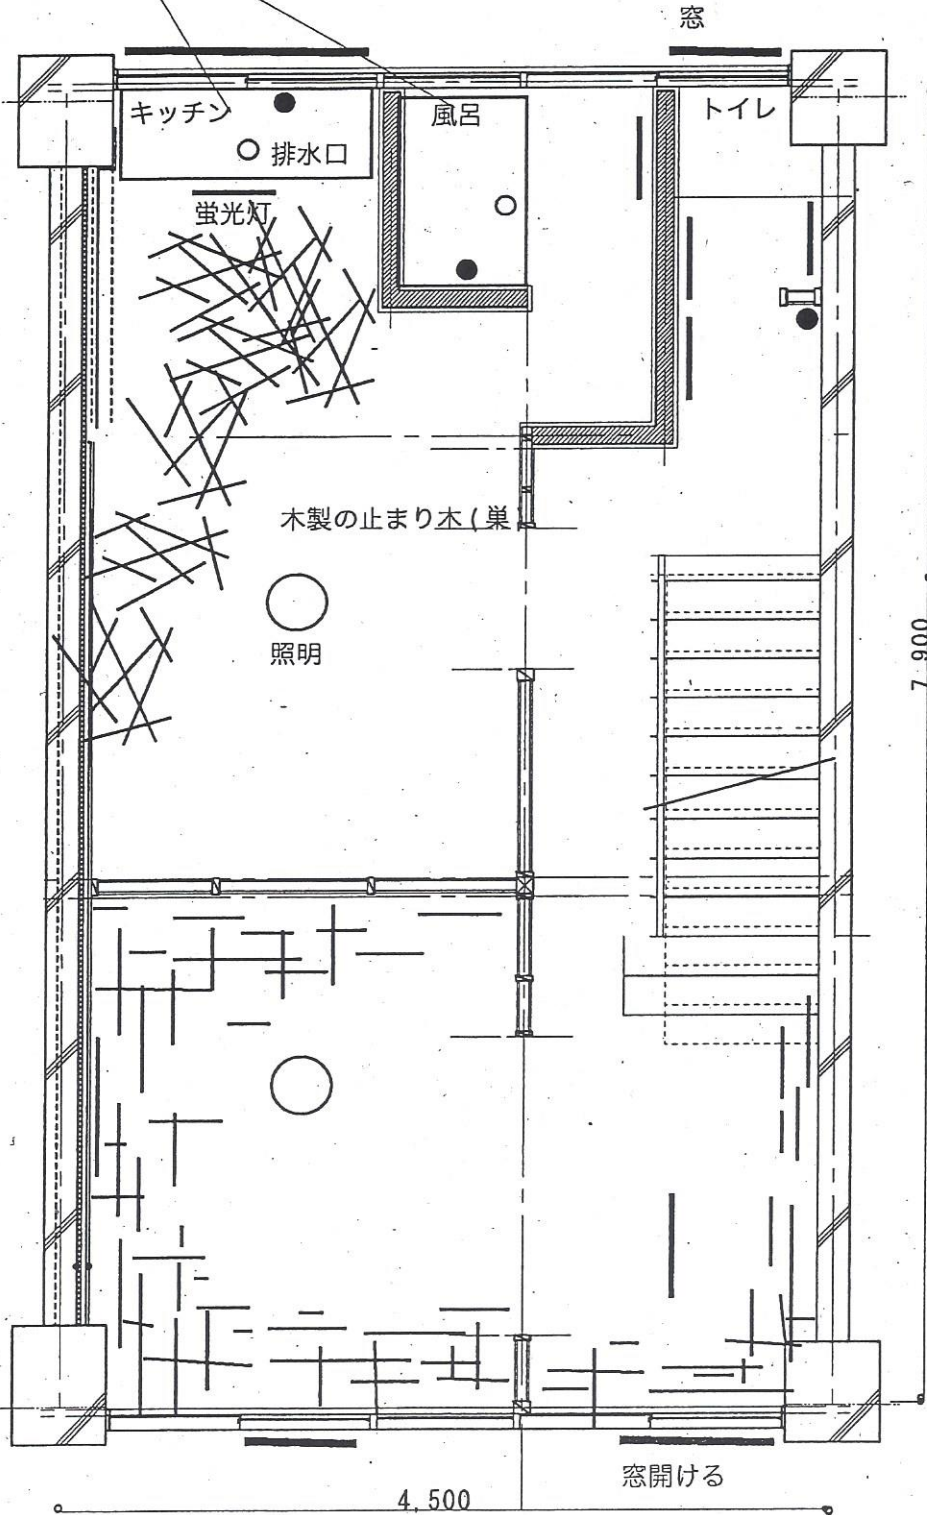 窓
キッチン
風呂
トイレ
排水口
蛍光灯
木製の止まり木(巣
照明
7,900
4,500
窓開ける